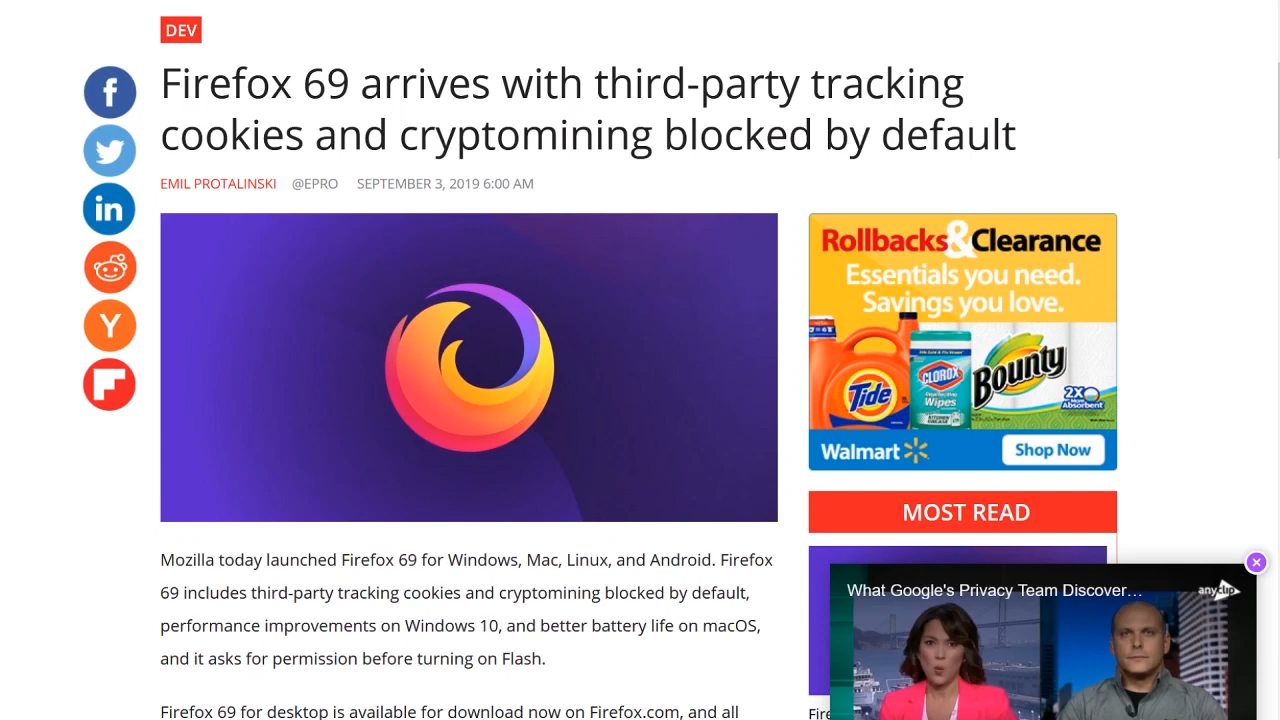 DEV
Firefox 69 arrives with third-party tracking
cookies and cryptomining blocked by default
EMIL PROTALINSKI @EPRO SEPTEMBER 3, 2019 6:00 AM
f
in
Y
Rollbacks & Clearance
Essentials you need.
Savings you love.
Tide
CLOROX
Wipes
Bounty
2X
Absorbent
Walmart
Shop Now
MOST READ
What Google's Privacy Team Discover…
anyclip
Mozilla today launched Firefox 69 for Windows, Mac, Linux, and Android. Firefox
69 includes third-party tracking cookies and cryptomining blocked by default,
performance improvements on Windows 10, and better battery life on macOS,
and it asks for permission before turning on Flash.
Firefox 69 for desktop is available for download now on Firefox.com, and all
Fire